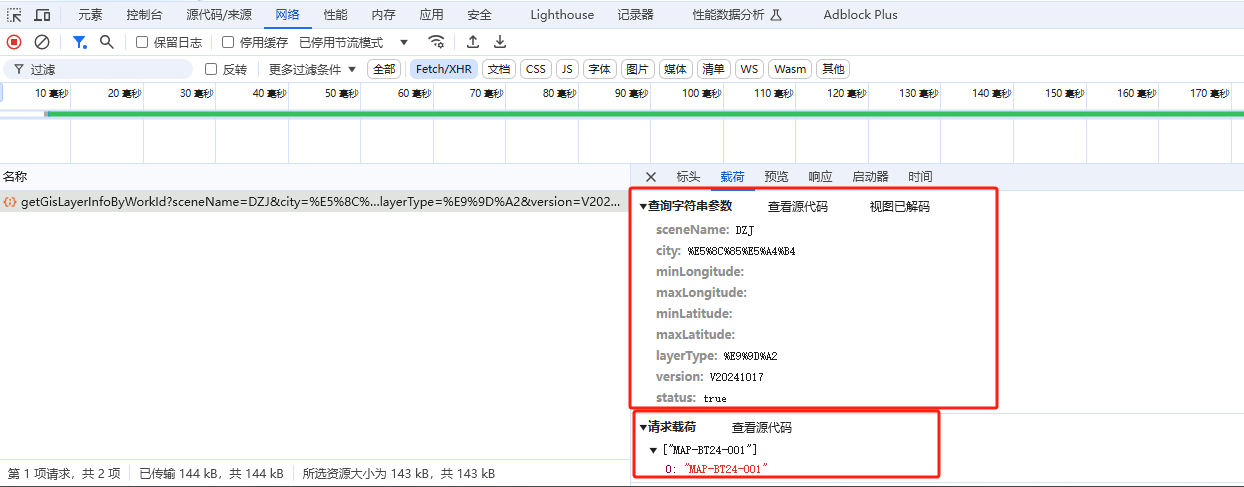 元素 控制台 源代码/来源 网络 性能 内存 应用 安全 Lighthouse 记录器 性能数据分析 Adblock Plus
保留日志 停用缓存 已停用节流模式
过滤 反转 更多过滤条件 全部 Fetch/XHR 文档 CSS JS 字体 图片 媒体 清单 WS Wasm 其他
10 毫秒 20 毫秒 30 毫秒 40 毫秒 50 毫秒 60 毫秒 70 毫秒 80 毫秒 90 毫秒 100 毫秒 110 毫秒 120 毫秒 130 毫秒 140 毫秒 150 毫秒 160 毫秒 170 毫秒
名称
getGisLayerInfoByWorkId?sceneName=DZJ&city=%E5%8C%...layerType=%E9%9D%A2&version=V202...
标头 载荷 预览 响应 启动器 时间
查询字符串参数 查看源代码 视图已解码
sceneName: DZJ
city: %E5%8C%85%E5%A4%B4
minLongitude:
maxLongitude:
minLatitude:
maxLatitude:
layerType: %E9%9D%A2
version: V20241017
status: true
请求载荷 查看源代码
["MAP-BT24-001"]
0: "MAP-BT24-001"
第 1 项请求，共 2 项 已传输 144 kB，共 144 kB 所选资源大小为 143 kB，共 143 kB